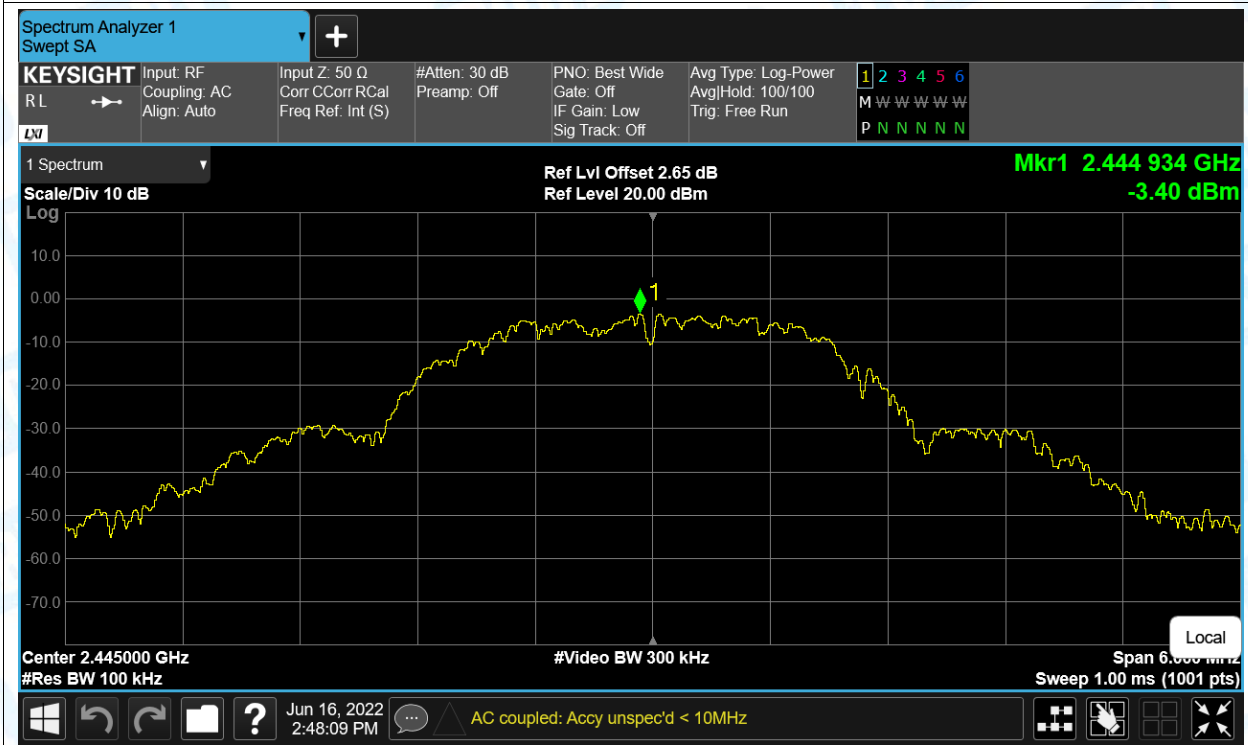 Spectrum Analyzer 1
Swept SA
KEYSIGHT
R L
LXI
Input: RF
Coupling: AC
Align: Auto
Input Z: 50 Ω
Corr CCorr RCal
Freq Ref: Int (S)
#Atten: 30 dB
Preamp: Off
PNO: Best Wide
Gate: Off
IF Gain: Low
Sig Track: Off
Avg Type: Log-Power
Avg|Hold: 100/100
Trig: Free Run
1 2 3 4 5 6
M W W W W W
P N N N N N
1 Spectrum
Scale/Div 10 dB
Log
Ref Lvl Offset 2.65 dB
Ref Level 20.00 dBm
Mkr1 2.444 934 GHz
-3.40 dBm
1
10.0
0.00
-10.0
-20.0
-30.0
-40.0
-50.0
-60.0
-70.0
Local
Center 2.445000 GHz
#Res BW 100 kHz
#Video BW 300 kHz
Span
Sweep 1.00 ms (1001 pts)
?
Jun 16, 2022
2:48:09 PM
AC coupled: Accy unspec'd < 10MHz